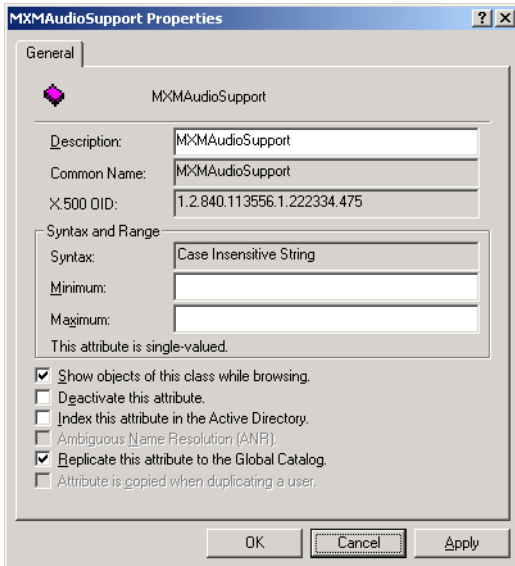 MXMAudioSupport Properties
General
MXMAudioSupport
Description: MXMAudioSupport
Common Name: MXMAudioSupport
X.500 OID: 1.2.840.113556.1.222334.475
Syntax and Range
Syntax: Case Insensitive String
Minimum:
Maximum:
This attribute is single-valued.
Show objects of this class while browsing.
Deactivate this attribute.
Index this attribute in the Active Directory.
Ambiguous Name Resolution (ANR).
Replicate this attribute to the Global Catalog.
Attribute is copied when duplicating a user.
OK Cancel Apply